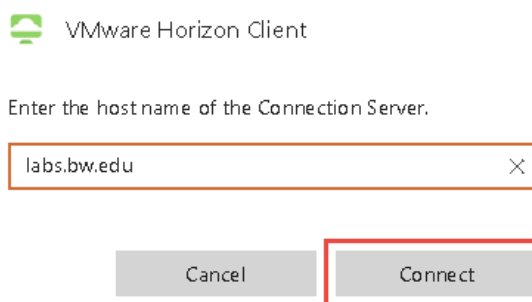 VMware Horizon Client
Enter the host name of the Connection Server.
labs.bw.edu
Cancel Connect